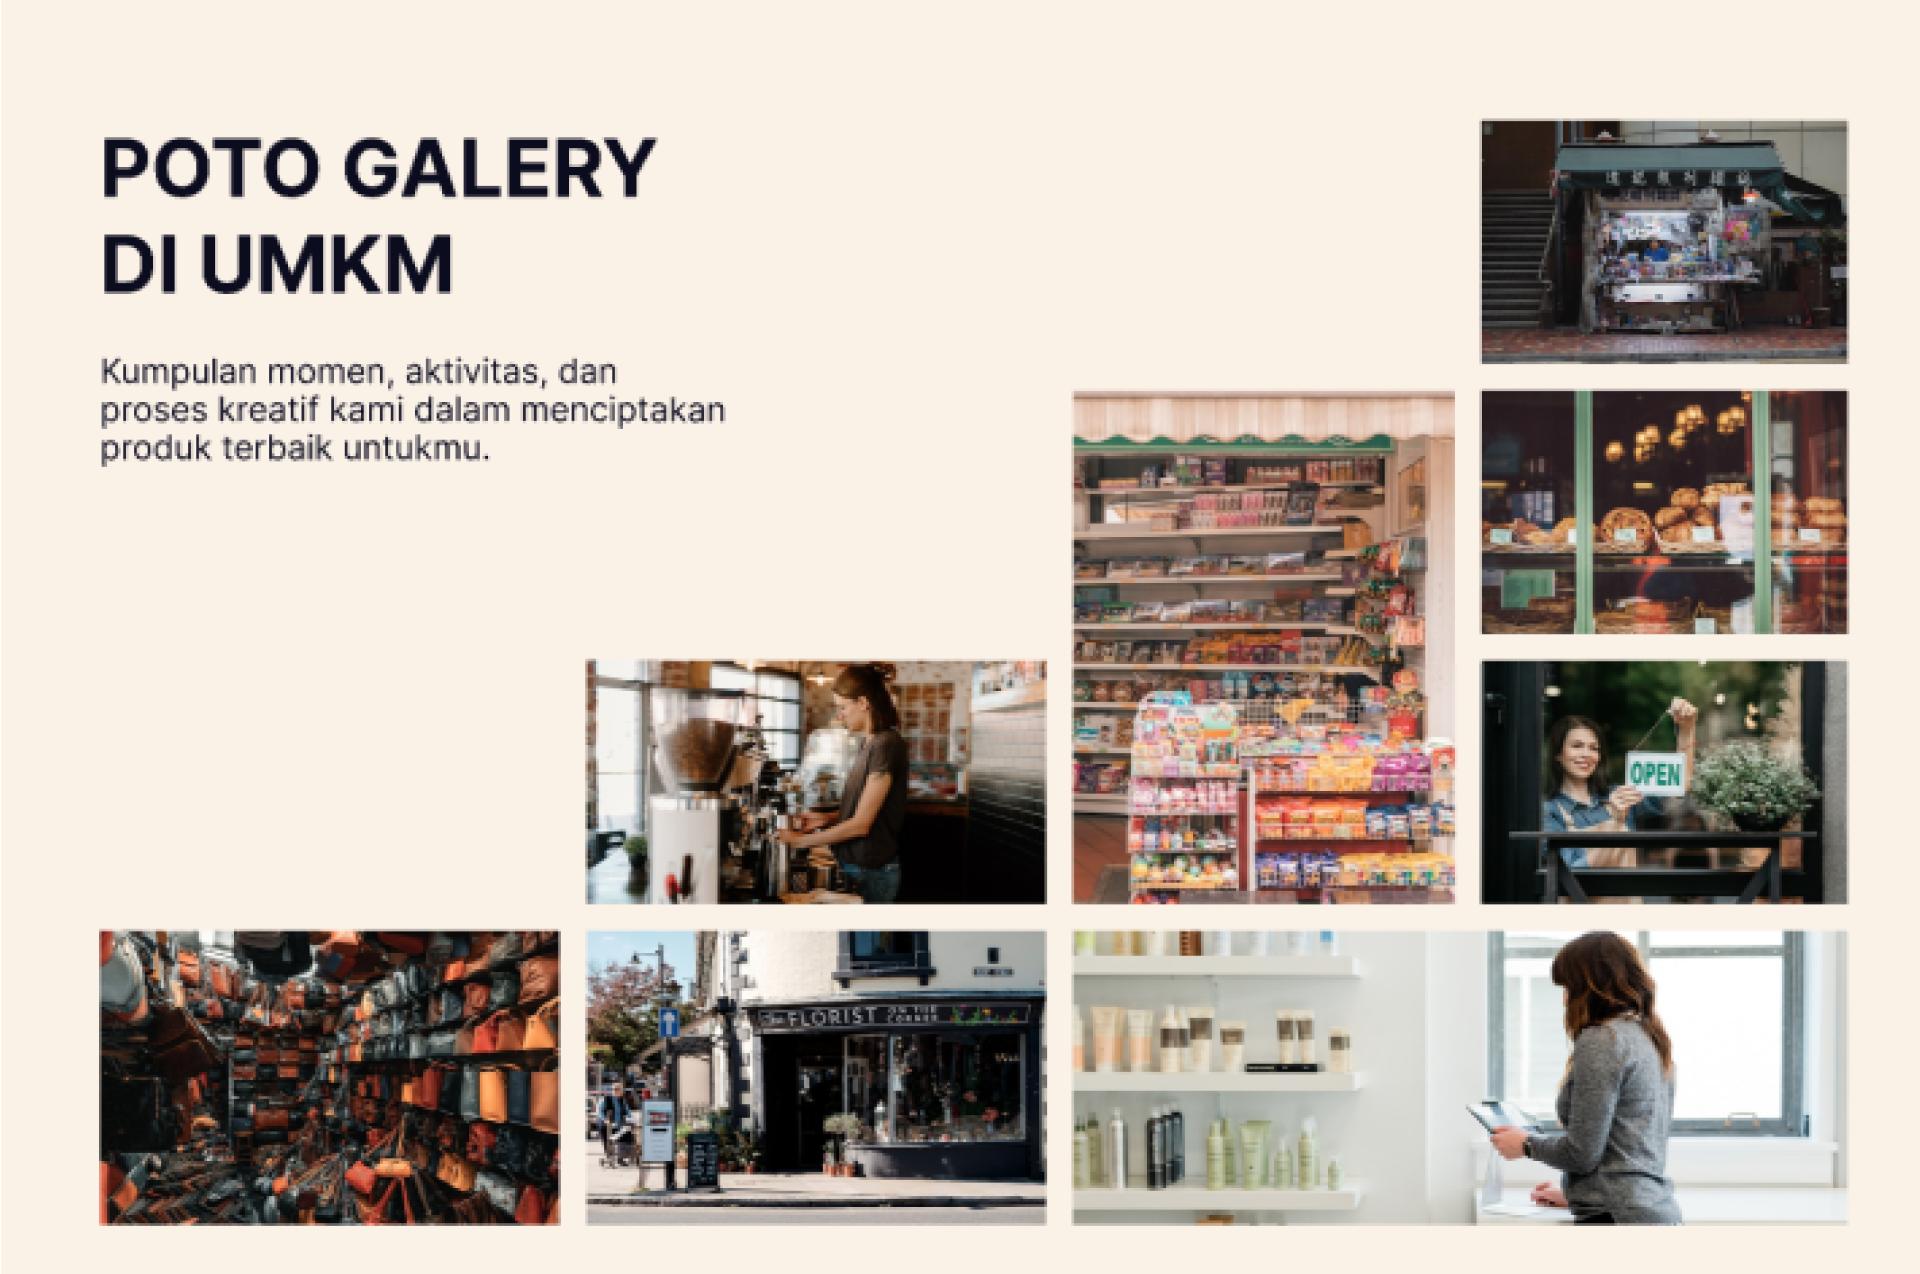 POTO GALERY
DI UMKM
Kumpulan momen, aktivitas, dan
proses kreatif kami dalam menciptakan
produk terbaik untukmu.
OPEN
FLORIST ON THE
CORNER